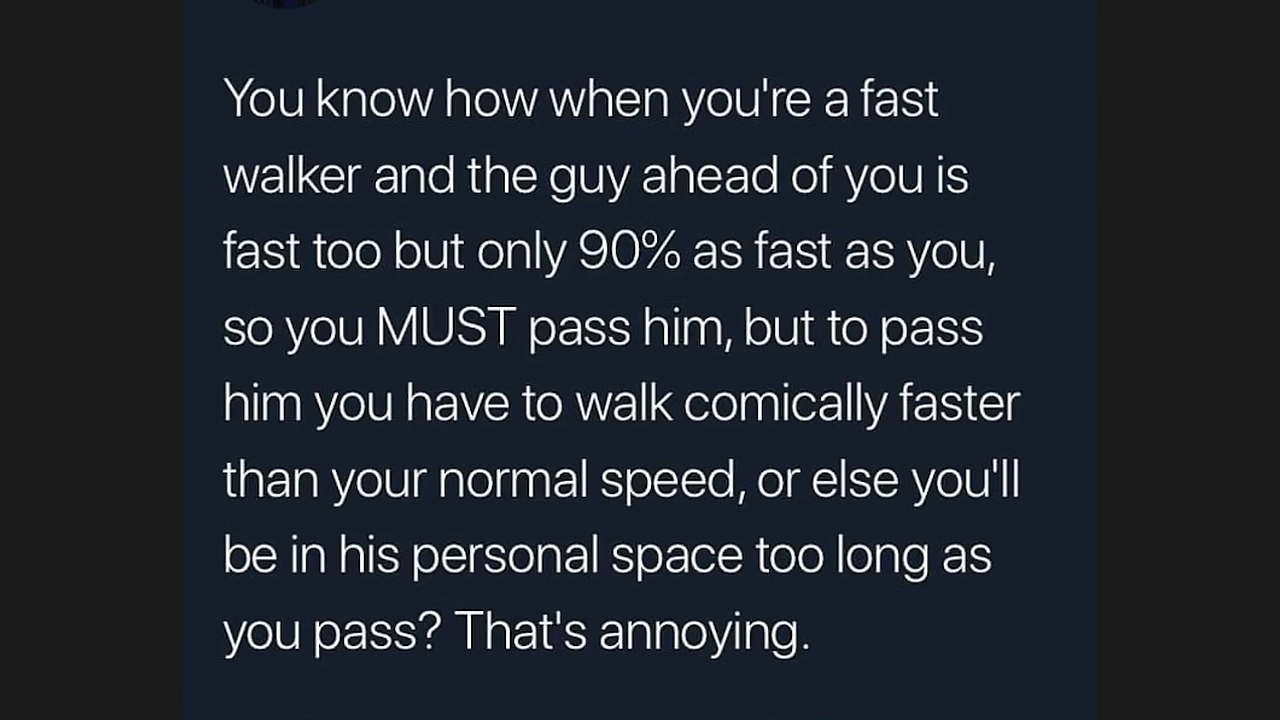 You know how when you're a fast
walker and the guy ahead of you is
fast too but only 90% as fast as you,
so you MUST pass him, but to pass
him you have to walk comically faster
than your normal speed, or else you'll
be in his personal space too long as
you pass? That's annoying.